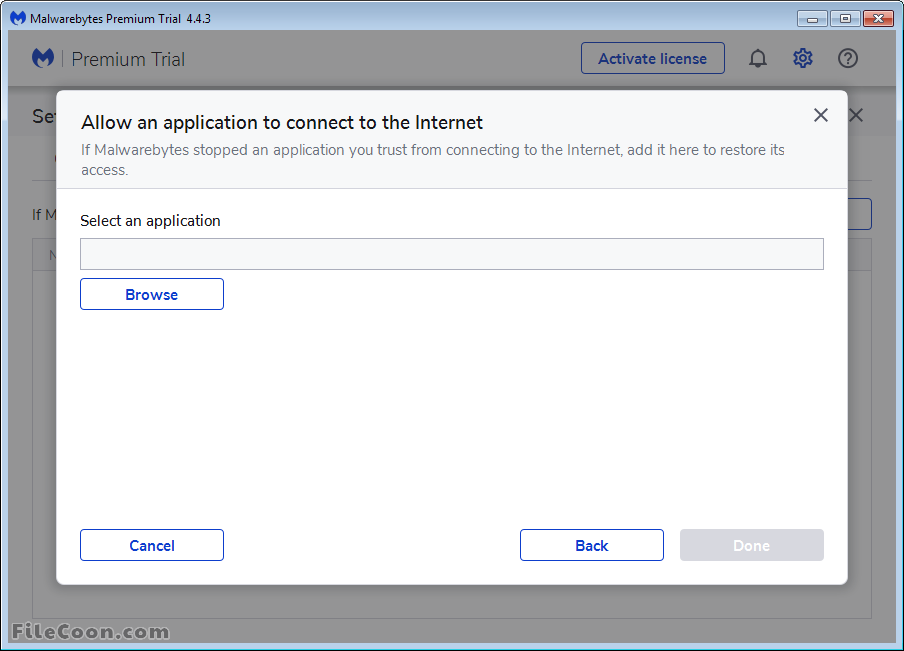 Malwarebytes Premium Trial 4.4.3
Premium Trial
Activate license
Se
Allow an application to connect to the Internet
If Malwarebytes stopped an application you trust from connecting to the Internet, add it here to restore its
access.
If M
Select an application
N
Browse
Cancel
Back
Done
FileCoon.com